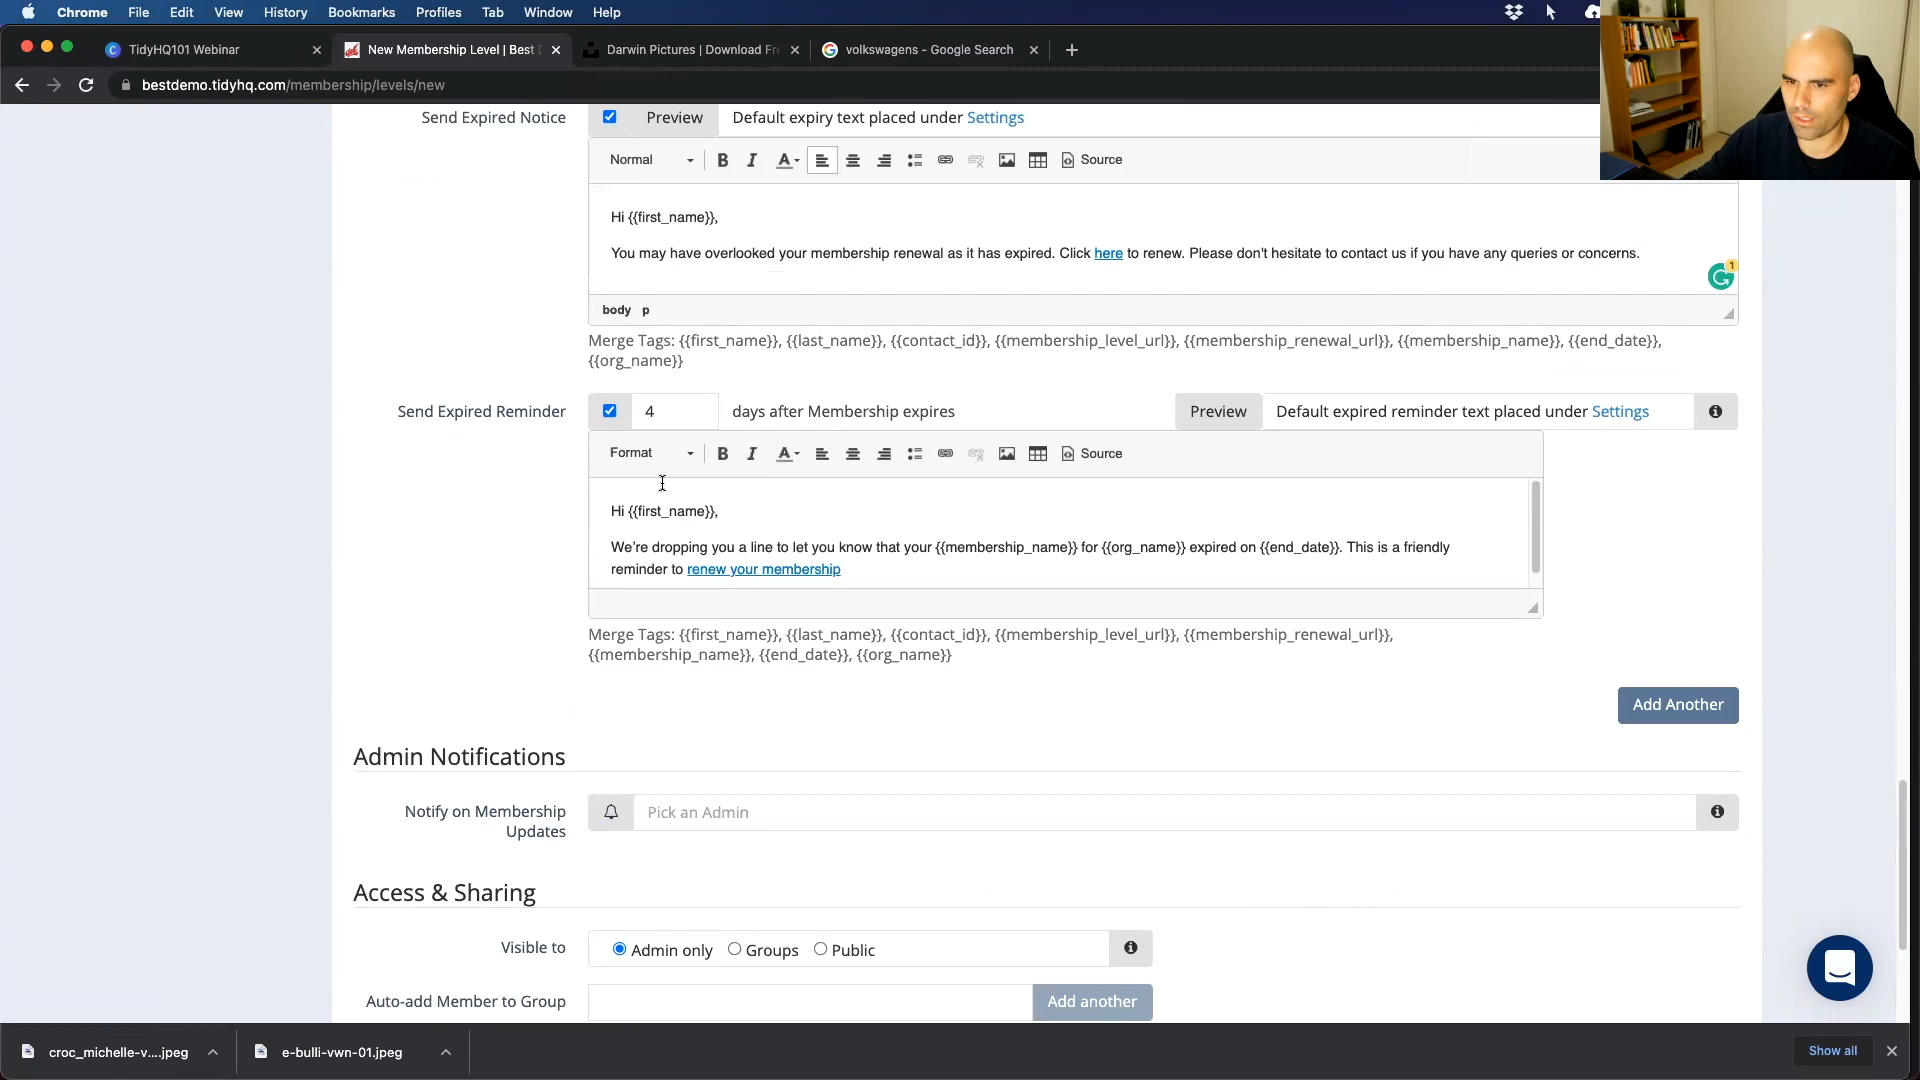 Chrome File Edit View History Bookmarks Profiles Tab Window Help
TidyHQ101 Webinar
New Membership Level | Best
Darwin Pictures | Download Fr
volkswagens - Google Search
bestdemo.tidyhq.com/membership/levels/new
Send Expired Notice
Preview
Default expiry text placed under Settings
Normal
B I A Source
Hi {{first_name}},
You may have overlooked your membership renewal as it has expired. Click here to renew. Please don't hesitate to contact us if you have any queries or concerns.
1
body p
Merge Tags: {{first_name}}, {{last_name}}, {{contact_id}}, {{membership_level_url}}, {{membership_renewal_url}}, {{membership_name}}, {{end_date}},
{{org_name}}
Send Expired Reminder
4
days after Membership expires
Preview
Default expired reminder text placed under Settings
Format
B I A Source
Hi {{first_name}},
We're dropping you a line to let you know that your {{membership_name}} for {{org_name}} expired on {{end_date}}. This is a friendly
reminder to renew your membership
Merge Tags: {{first_name}}, {{last_name}}, {{contact_id}}, {{membership_level_url}}, {{membership_renewal_url}},
{{membership_name}}, {{end_date}}, {{org_name}}
Add Another
Admin Notifications
Notify on Membership
Updates
Pick an Admin
Access & Sharing
Visible to
Admin only Groups Public
Auto-add Member to Group
Add another
croc_michelle-v....jpeg
e-bulli-vwn-01.jpeg
Show all